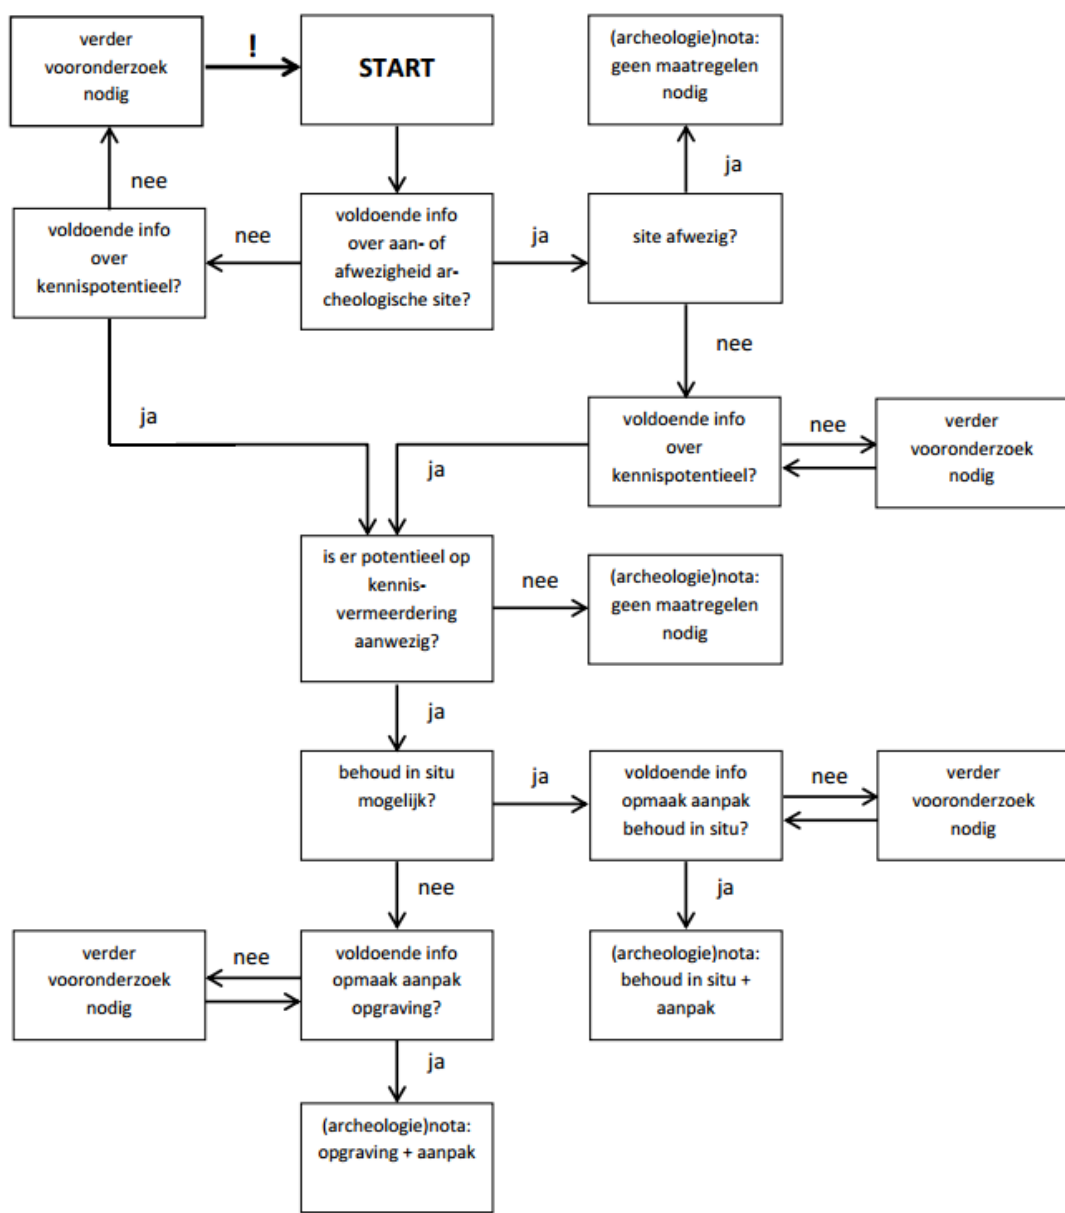 verder
vooronderzoek
nodig
!
START
(archeologie)nota:
geen maatregelen
nodig
nee
ja
voldoende info
over
kennispotentieel?
nee
voldoende info
over aan- of
afwezigheid ar-
cheologische site?
ja
site afwezig?
nee
ja
voldoende info
over
kennispotentieel?
nee
verder
vooronderzoek
nodig
ja
is er potentieel op
kennis-
vermeerdering
aanwezig?
nee
(archeologie)nota:
geen maatregelen
nodig
ja
behoud in situ
mogelijk?
ja
voldoende info
opmaak aanpak
behoud in situ?
nee
verder
vooronderzoek
nodig
nee
ja
verder
vooronderzoek
nodig
nee
voldoende info
opmaak aanpak
opgraving?
(archeologie)nota:
behoud in situ +
aanpak
ja
(archeologie)nota:
opgraving + aanpak